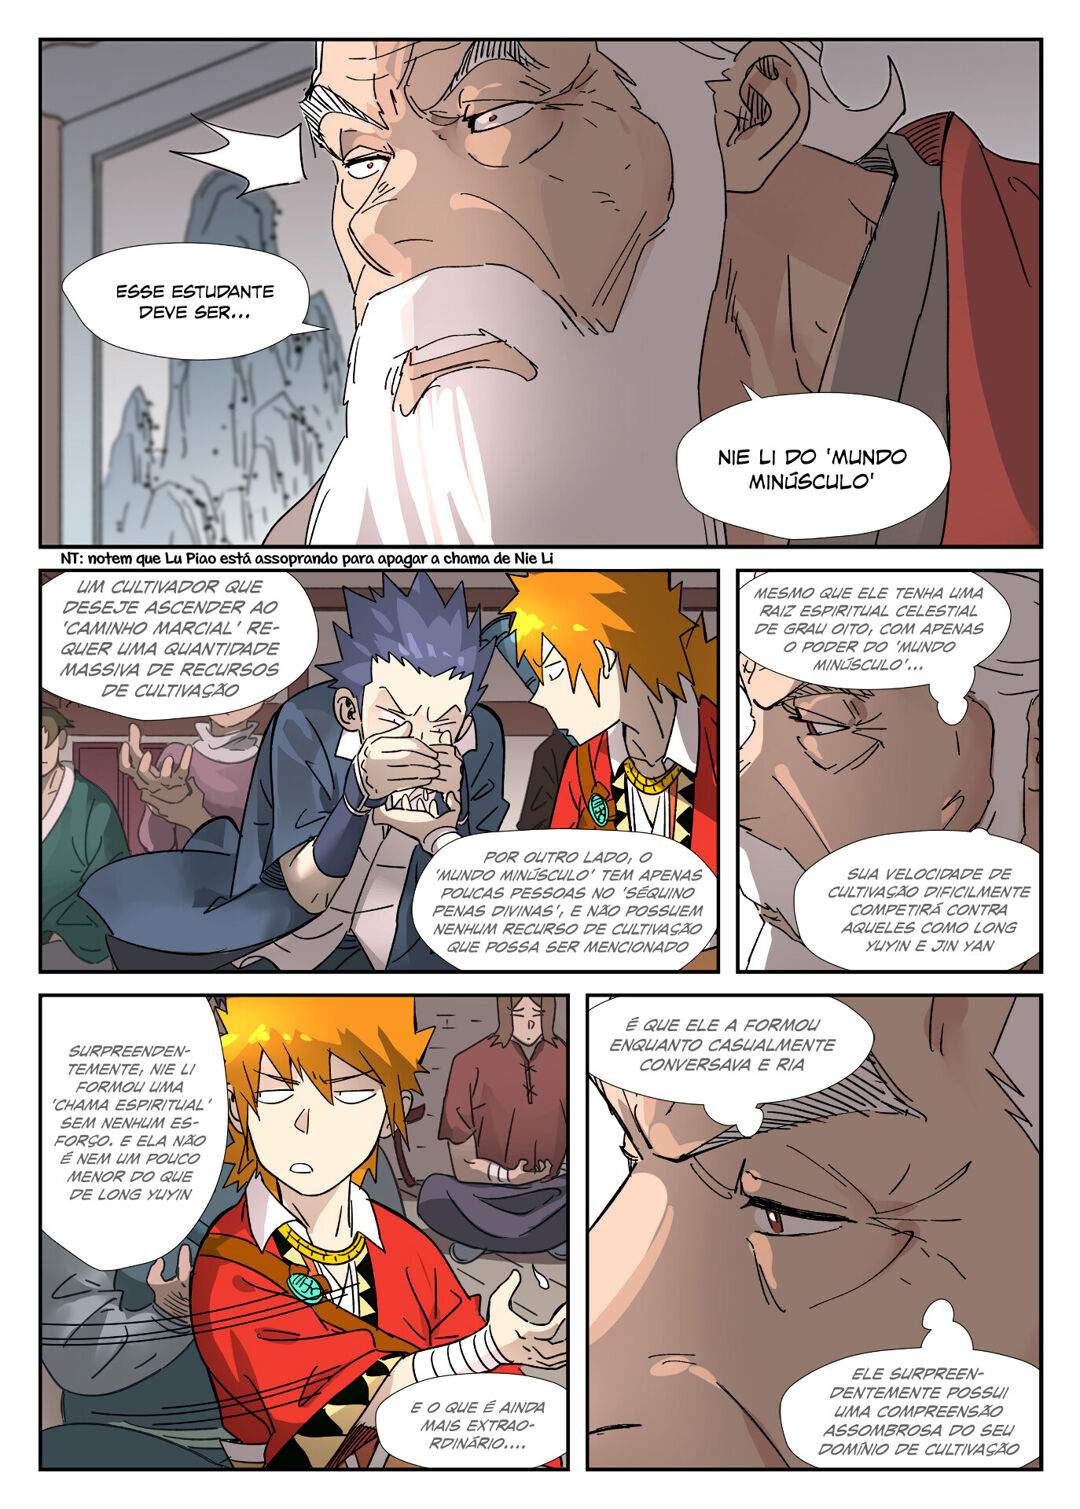 ESSE ESTUDANTE
DEVE SER...
NIE LI DO 'MUNDO
MINÚSCULO'
NT: notem que Lu Piao está assoprando para apagar a chama de Nie Li
UM CULTIVADOR QUE
DESEJE ASCENDER AO
'CAMINHO MARCIAL' RE-
QUER UMA QUANTIDADE
MASSIVA DE RECURSOS
DE CULTIVAÇÃO
POR OUTRO LADO, O
'MUNDO MINÚSCULO' TEM APENAS
POUCAS PESSOAS NO 'SÉQUINO
PENAS DIVINAS', E NÃO POSSUEM
NENHUM RECURSO DE CULTIVAÇÃO
QUE POSSA SER MENCIONADO
MESMO QUE ELE TENHA UMA
RAIZ ESPIRITUAL CELESTIAL
DE GRAU OITO, COM APENAS
O PODER DO 'MUNDO
MINÚSCULO'...
SUA VELOCIDADE DE
CULTIVAÇÃO DIFICILMENTE
COMPETIRÁ CONTRA
AQUELES COMO LONG
YUYIN E JIN YAN
SURPREENDEN-
TEMENTE, NIE LI
FORMOU UMA
'CHAMA ESPIRITUAL'
SEM NENHUM ES-
FORÇO. E ELA NÃO
É NEM UM POUCO
MENOR DO QUE
DE LONG YUYIN
E O QUE É AINDA
MAIS EXTRAO-
RDINÁRIO....
É QUE ELE A FORMOU
ENQUANTO CASUALMENTE
CONVERSAVA E RIA
ELE SURPREEN-
DENTEMENTE POSSUI
UMA COMPREENSÃO
ASSOMBROSA DO SEU
DOMÍNIO DE CULTIVAÇÃO